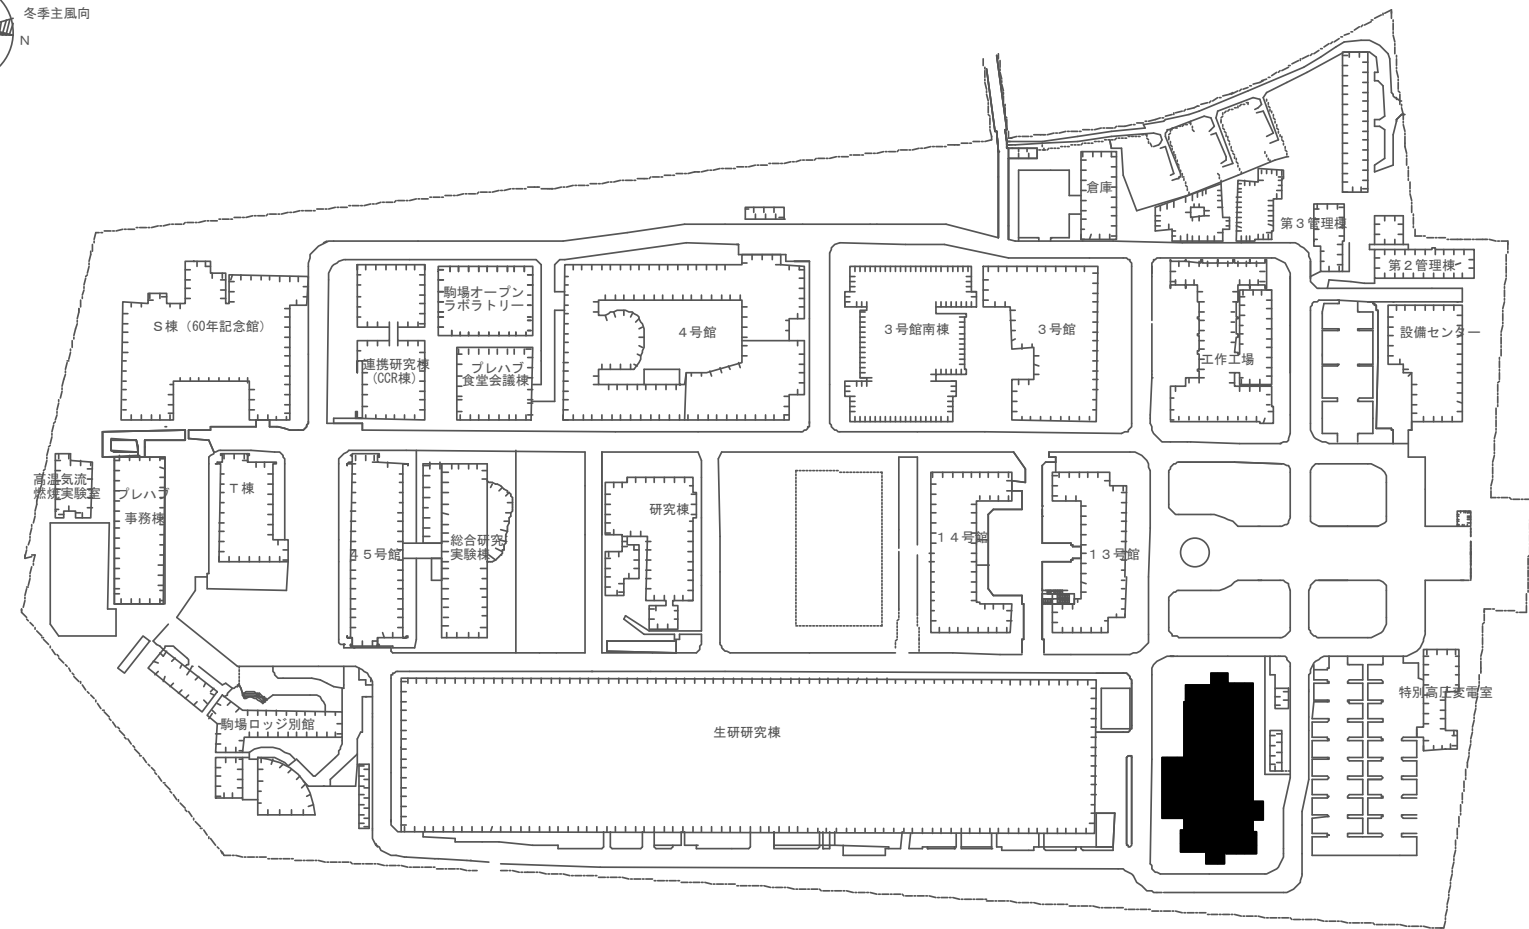 冬季主風向
N
倉庫
第3管理棟
第2管理棟
S棟（60年記念館）
駒場オープン
ラボラトリー
4号館
3号館南棟
3号館
設備センター
連携研究棟
(CCR棟)
プレハブ
食堂会議棟
工作工場
高温気流
燃焼実験室
プレハブ
事務棟
T棟
45号館
総合研究
実験棟
研究棟
14号館
13号館
特別高圧変電室
駒場ロッジ別館
生研研究棟